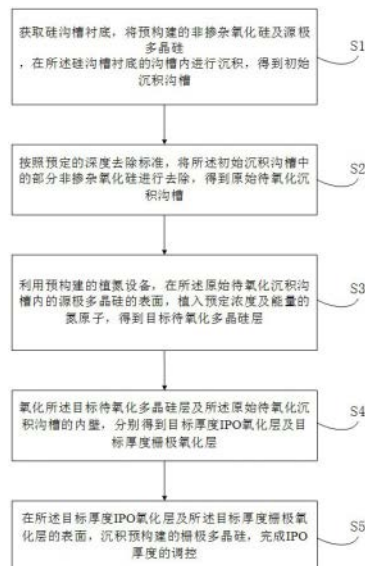 获取硅沟槽衬底，将预构建的非掺杂氧化硅及源极
多晶硅
，在所述硅沟槽衬底的沟槽内进行沉积，得到初始
沉积沟槽
S1
按照预定的深度去除标准，将所述初始沉积沟槽中
的部分非掺杂氧化硅进行去除，得到原始待氧化沉
积沟槽
S2
利用预构建的植氮设备，在所述原始待氧化沉积沟
槽内的源极多晶硅的表面，植入预定浓度及能量的
氮原子，得到目标待氧化多晶硅层
S3
氧化所述目标待氧化多晶硅层及所述原始待氧化沉
积沟槽的内壁，分别得到目标厚度IPO氧化层及目
标厚度栅极氧化层
S4
在所述目标厚度IPO氧化层及所述目标厚度栅极氧
化层的表面，沉积预构建的栅极多晶硅，完成IPO
厚度的调控
S5